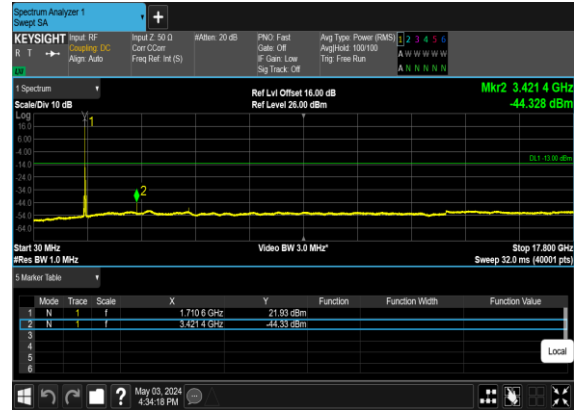 Spectrum Analyzer 1
Swept SA
+
KEYSIGHT Input: RF Input Z: 50 Ω #Atten: 20 dB PNO: Fast Avg Type: Power (RMS) 1 2 3 4 5 6
R T Coupling: DC Corr CCorr Gate: Off Avg|Hold: 100/100 A W W W W W
Align: Auto Freq Ref: Int (S) IF Gain: Low Trig: Free Run
Sig Track: Off A N N N N N
1 Spectrum Ref Lvl Offset 16.00 dB Mkr2 3.421 4 GHz
Scale/Div 10 dB Ref Level 26.00 dBm -44.328 dBm
Log
16.0
6.00
-4.00
-14.0
-24.0
-34.0
-44.0
-54.0
-64.0
1
DL1 -13.00 dBm
2
Start 30 MHz Video BW 3.0 MHz* Stop 17.800 GHz
#Res BW 1.0 MHz Sweep 32.0 ms (40001 pts)
5 Marker Table
Mode Trace Scale X Y Function Function Width Function Value
1 N 1 f 1.710 6 GHz 21.93 dBm
2 N 1 f 3.421 4 GHz -44.33 dBm
3
4
5
6
Local
? May 03, 2024
4:34:18 PM